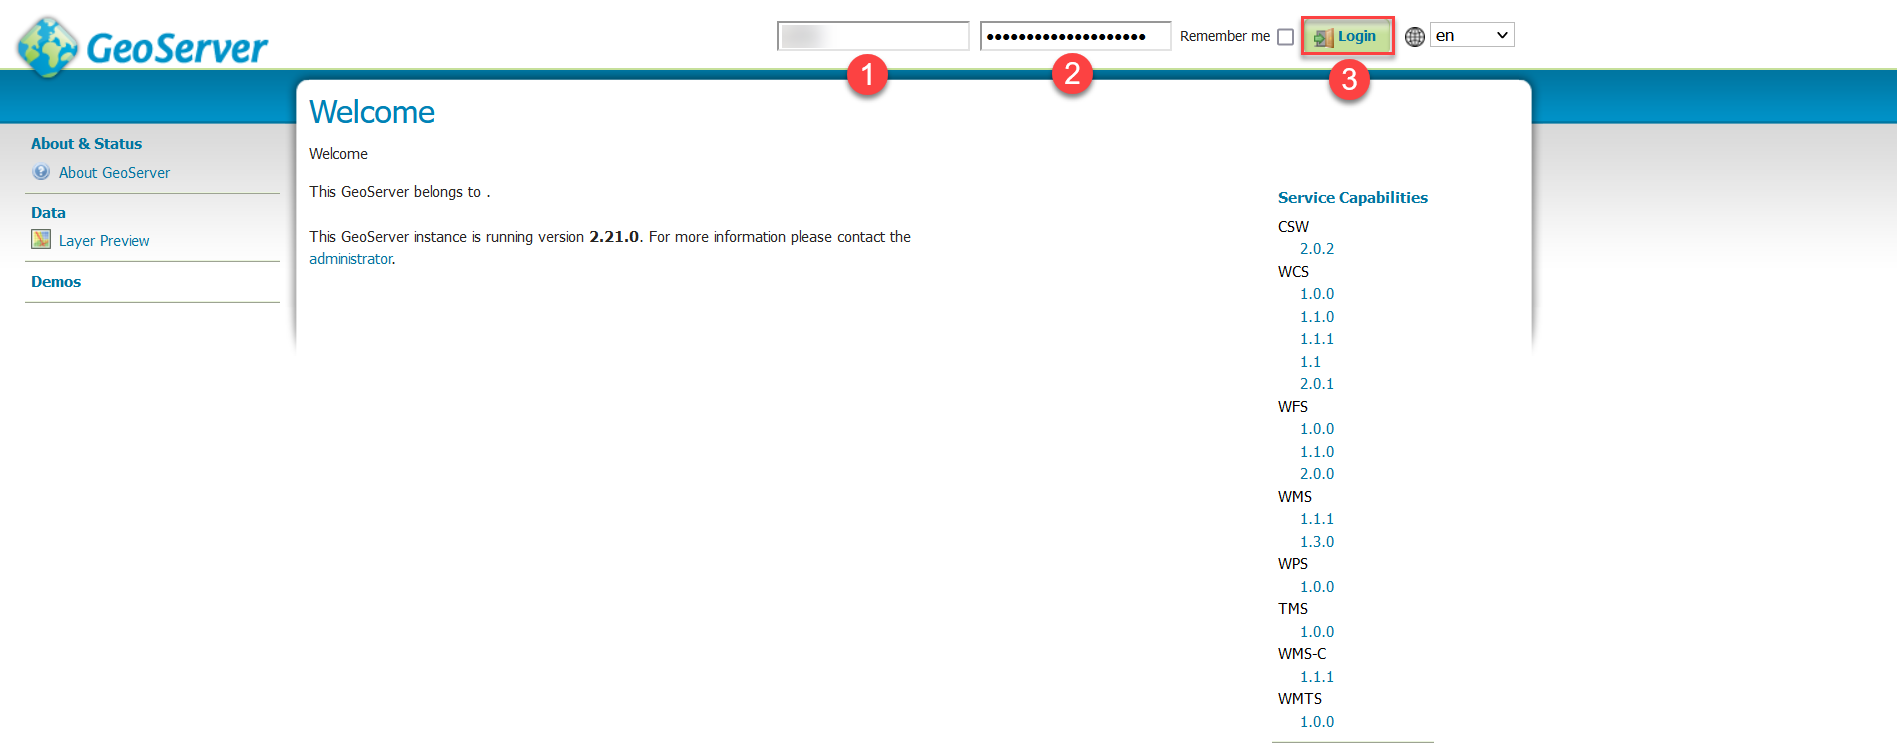 GeoServer
•••••••••••••••••••• Remember me Login en
1 2 3
Welcome
Welcome
This GeoServer belongs to .
This GeoServer instance is running version 2.21.0. For more information please contact the
administrator.
About & Status
About GeoServer
Data
Layer Preview
Demos
Service Capabilities
CSW
2.0.2
WCS
1.0.0
1.1.0
1.1.1
1.1
2.0.1
WFS
1.0.0
1.1.0
2.0.0
WMS
1.1.1
1.3.0
WPS
1.0.0
TMS
1.0.0
WMS-C
1.1.1
WMTS
1.0.0